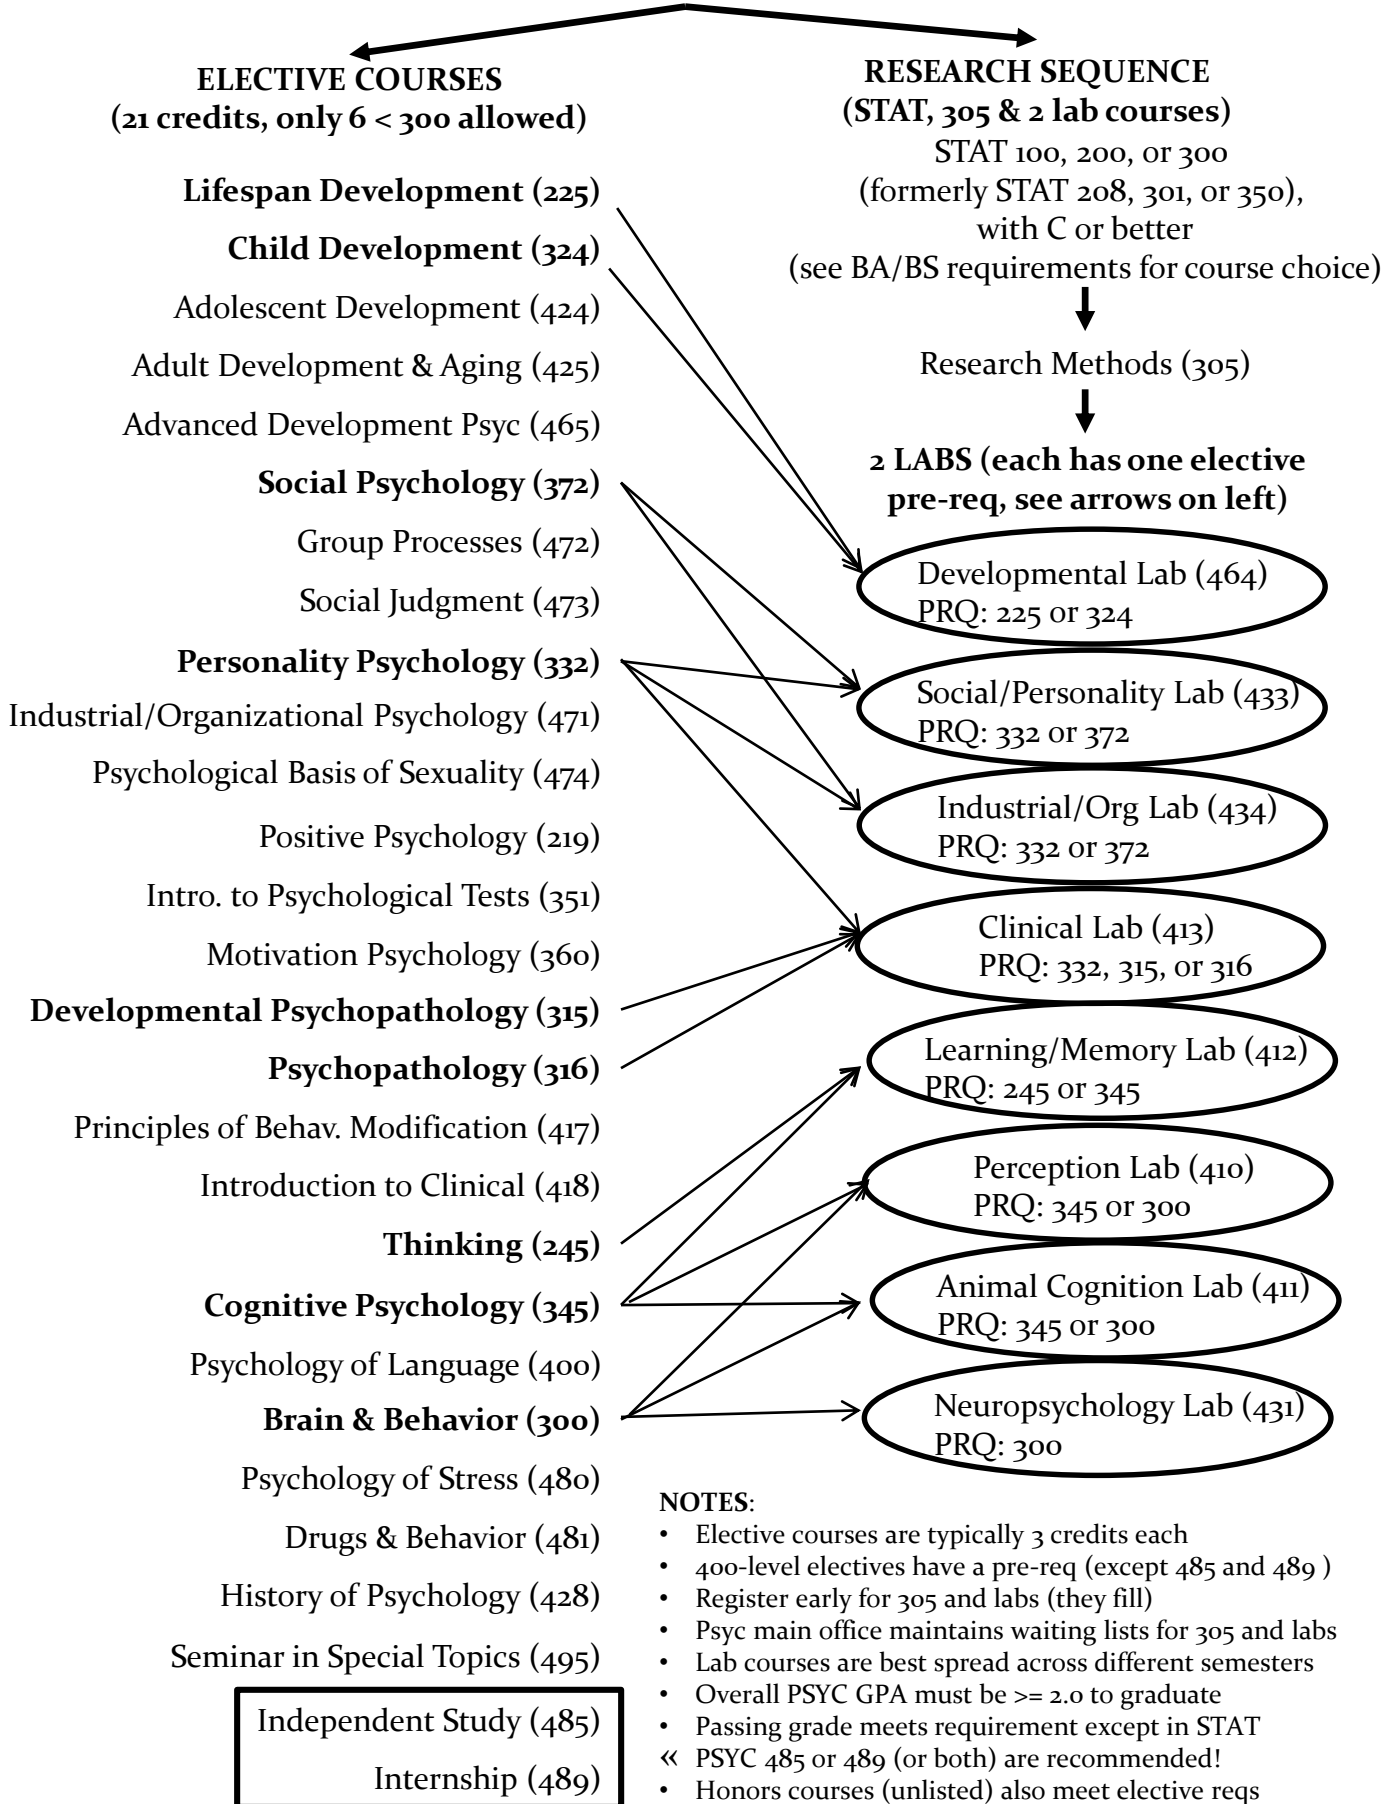 ELECTIVE COURSES
(21 credits, only 6 < 300 allowed)
Lifespan Development (225)
Child Development (324)
Adolescent Development (424)
Adult Development & Aging (425)
Advanced Development Psyc (465)
Social Psychology (372)
Group Processes (472)
Social Judgment (473)
Personality Psychology (332)
Industrial/Organizational Psychology (471)
Psychological Basis of Sexuality (474)
Positive Psychology (219)
Intro. to Psychological Tests (351)
Motivation Psychology (360)
Developmental Psychopathology (315)
Psychopathology (316)
Principles of Behav. Modification (417)
Introduction to Clinical (418)
Thinking (245)
Cognitive Psychology (345)
Psychology of Language (400)
Brain & Behavior (300)
Psychology of Stress (480)
Drugs & Behavior (481)
History of Psychology (428)
Seminar in Special Topics (495)
Independent Study (485)
Internship (489)
RESEARCH SEQUENCE
(STAT, 305 & 2 lab courses)
STAT 100, 200, or 300
(formerly STAT 208, 301, or 350),
with C or better
(see BA/BS requirements for course choice)
Research Methods (305)
2 LABS (each has one elective
pre-req, see arrows on left)
Developmental Lab (464)
PRQ: 225 or 324
Social/Personality Lab (433)
PRQ: 332 or 372
Industrial/Org Lab (434)
PRQ: 332 or 372
Clinical Lab (413)
PRQ: 332, 315, or 316
Learning/Memory Lab (412)
PRQ: 245 or 345
Perception Lab (410)
PRQ: 345 or 300
Animal Cognition Lab (411)
PRQ: 345 or 300
Neuropsychology Lab (431)
PRQ: 300
NOTES:
• Elective courses are typically 3 credits each
• 400-level electives have a pre-req (except 485 and 489 )
• Register early for 305 and labs (they fill)
• Psyc main office maintains waiting lists for 305 and labs
• Lab courses are best spread across different semesters
• Overall PSYC GPA must be >= 2.0 to graduate
• Passing grade meets requirement except in STAT
« PSYC 485 or 489 (or both) are recommended!
• Honors courses (unlisted) also meet elective reqs